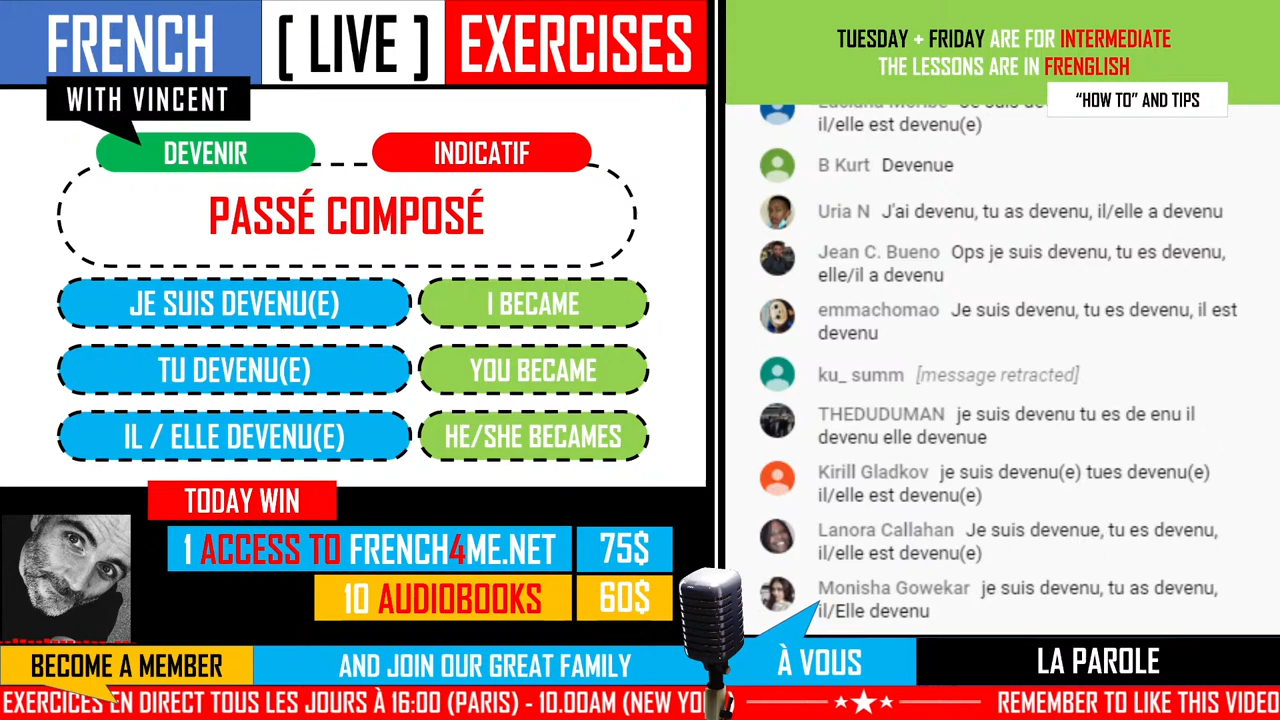 FRENCH [ LIVE ] EXERCISES
WITH VINCENT
DEVENIR INDICATIF
PASSÉ COMPOSÉ
JE SUIS DEVENU(E) I BECAME
TU DEVENU(E) YOU BECAME
IL / ELLE DEVENU(E) HE/SHE BECAMES
TODAY WIN
1 ACCESS TO FRENCH4ME.NET 75$
10 AUDIOBOOKS 60$
BECOME A MEMBER AND JOIN OUR GREAT FAMILY
TUESDAY + FRIDAY ARE FOR INTERMEDIATE
THE LESSONS ARE IN FRENGLISH
“HOW TO” AND TIPS
il/elle est devenu(e)
B Kurt Devenue
Uria N J'ai devenu, tu as devenu, il/elle a devenu
Jean C. Bueno Ops je suis devenu, tu es devenu,
elle/il a devenu
emmachomao Je suis devenu, tu es devenu, il est
devenu
ku_ summ [message retracted]
THEDUDUMAN je suis devenu tu es de enu il
devenu elle devenue
Kirill Gladkov je suis devenu(e) tues devenu(e)
il/elle est devenu(e)
Lanora Callahan Je suis devenue, tu es devenu,
il/elle est devenu(e)
Monisha Gowekar je suis devenu, tu as devenu,
il/Elle devenu
À VOUS LA PAROLE
EXERCICES EN DIRECT TOUS LES JOURS À 16:00 (PARIS) - 10.00AM (NEW YO REMEMBER TO LIKE THIS VIDEO